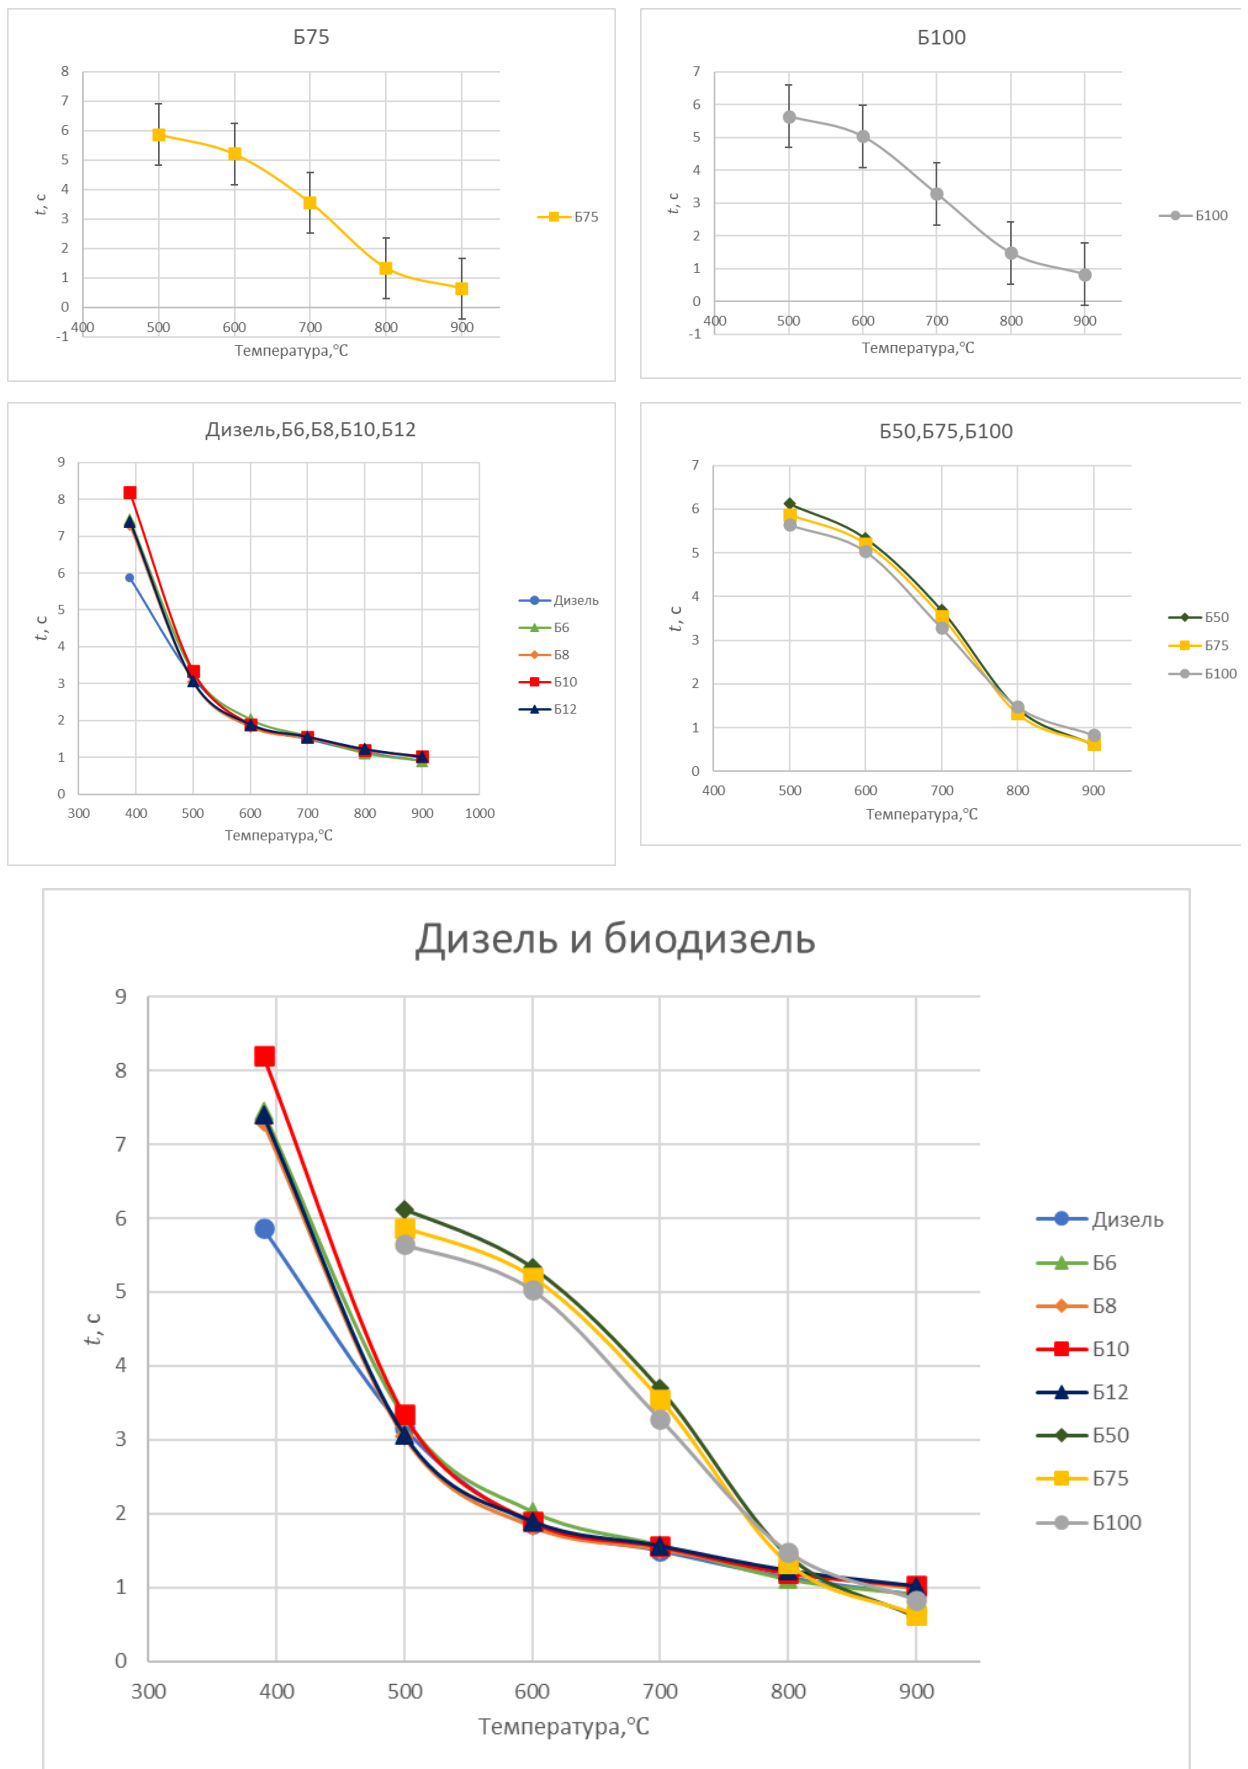 Б75
8
7
6
5
4
3
2
1
0
-1
400 500 600 700 800 900
t, с
Температура,°С
Б75
Б100
7
6
5
4
3
2
1
0
-1
400 500 600 700 800 900
t, с
Температура,°С
Б100
Дизель,Б6,Б8,Б10,Б12
9
8
7
6
5
4
3
2
1
0
300 400 500 600 700 800 900 1000
t, с
Температура,°С
Дизель
Б6
Б8
Б10
Б12
Б50,Б75,Б100
7
6
5
4
3
2
1
0
400 500 600 700 800 900
t, с
Температура,°С
Б50
Б75
Б100
Дизель и биодизель
9
8
7
6
5
4
3
2
1
0
300 400 500 600 700 800 900
t, с
Температура,°С
Дизель
Б6
Б8
Б10
Б12
Б50
Б75
Б100